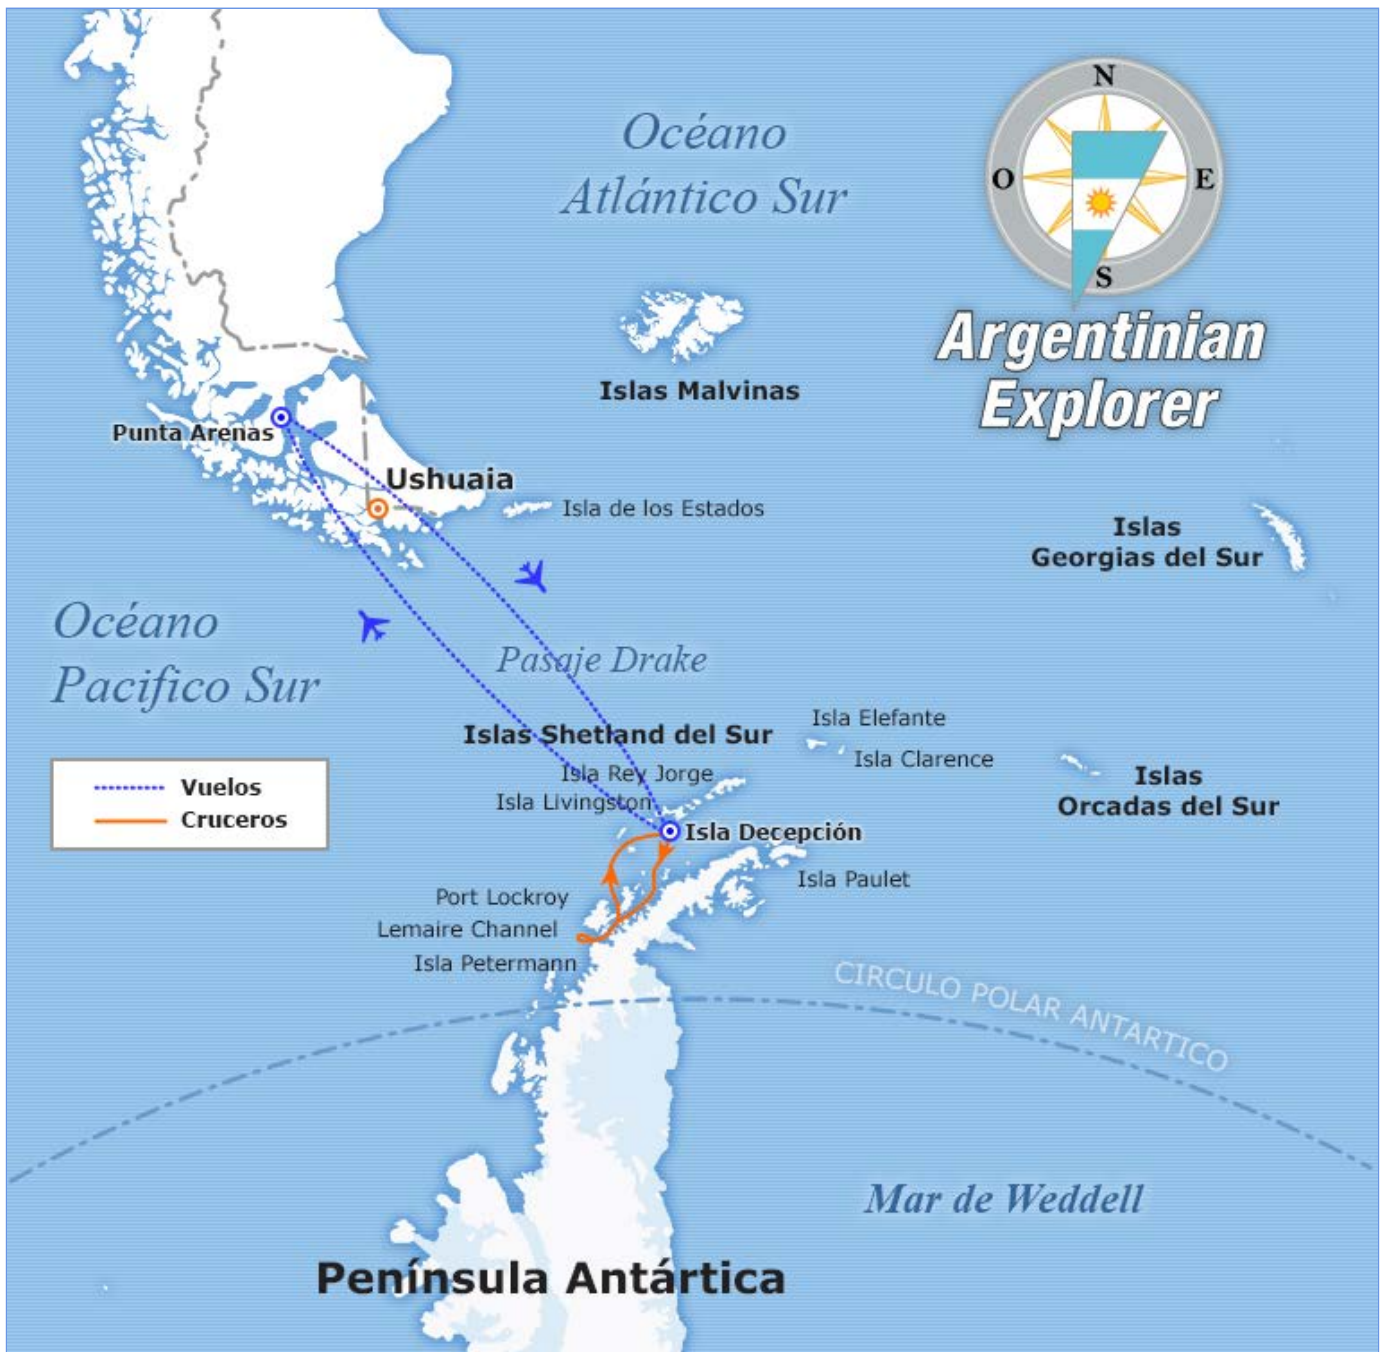 N
Océano
Atlántico Sur
O
E
S
Argentinian
Explorer
Islas Malvinas
Punta Arenas
Ushuaia
Isla de los Estados
Islas
Georgias del Sur
Océano
Pacifico Sur
Pasaje Drake
Isla Elefante
Islas Shetland del Sur
Isla Clarence
Isla Rey Jorge
Islas
Orcadas del Sur
Vuelos
Isla Livingston
Cruceros
Isla Decepción
Isla Paulet
Port Lockroy
Lemaire Channel
Isla Petermann
CIRCULO POLAR ANTARTICO
Mar de Weddell
Península Antártica